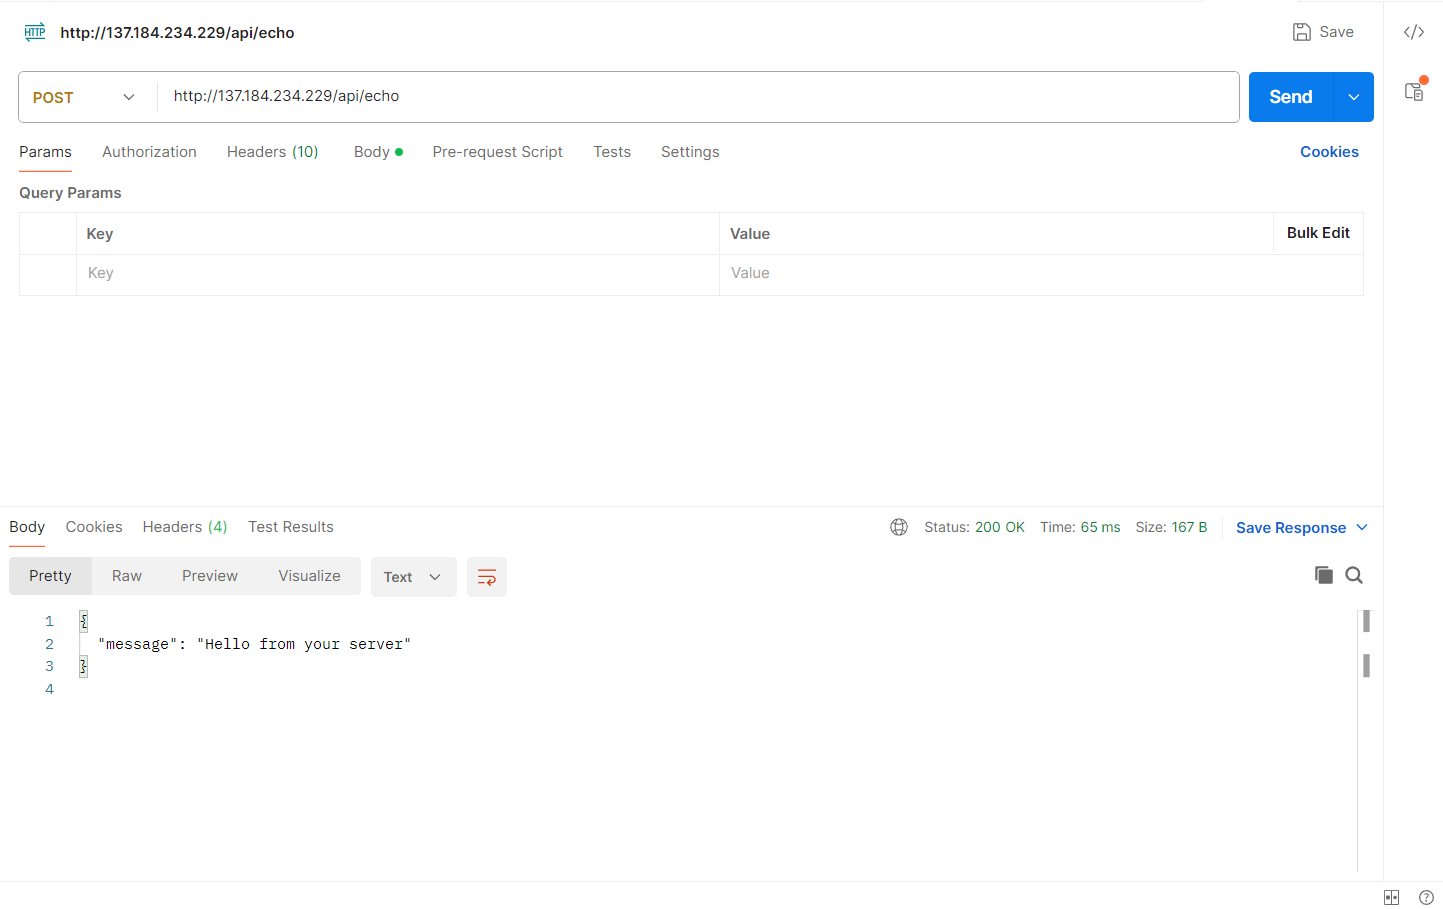 HTTP http://137.184.234.229/api/echo Save
POST http://137.184.234.229/api/echo Send
Params Authorization Headers (10) Body Pre-request Script Tests Settings Cookies
Query Params
Key Value Bulk Edit
Key Value
Body Cookies Headers (4) Test Results Status: 200 OK Time: 65 ms Size: 167 B Save Response
Pretty Raw Preview Visualize Text
1 {
2 "message": "Hello from your server"
3 }
4